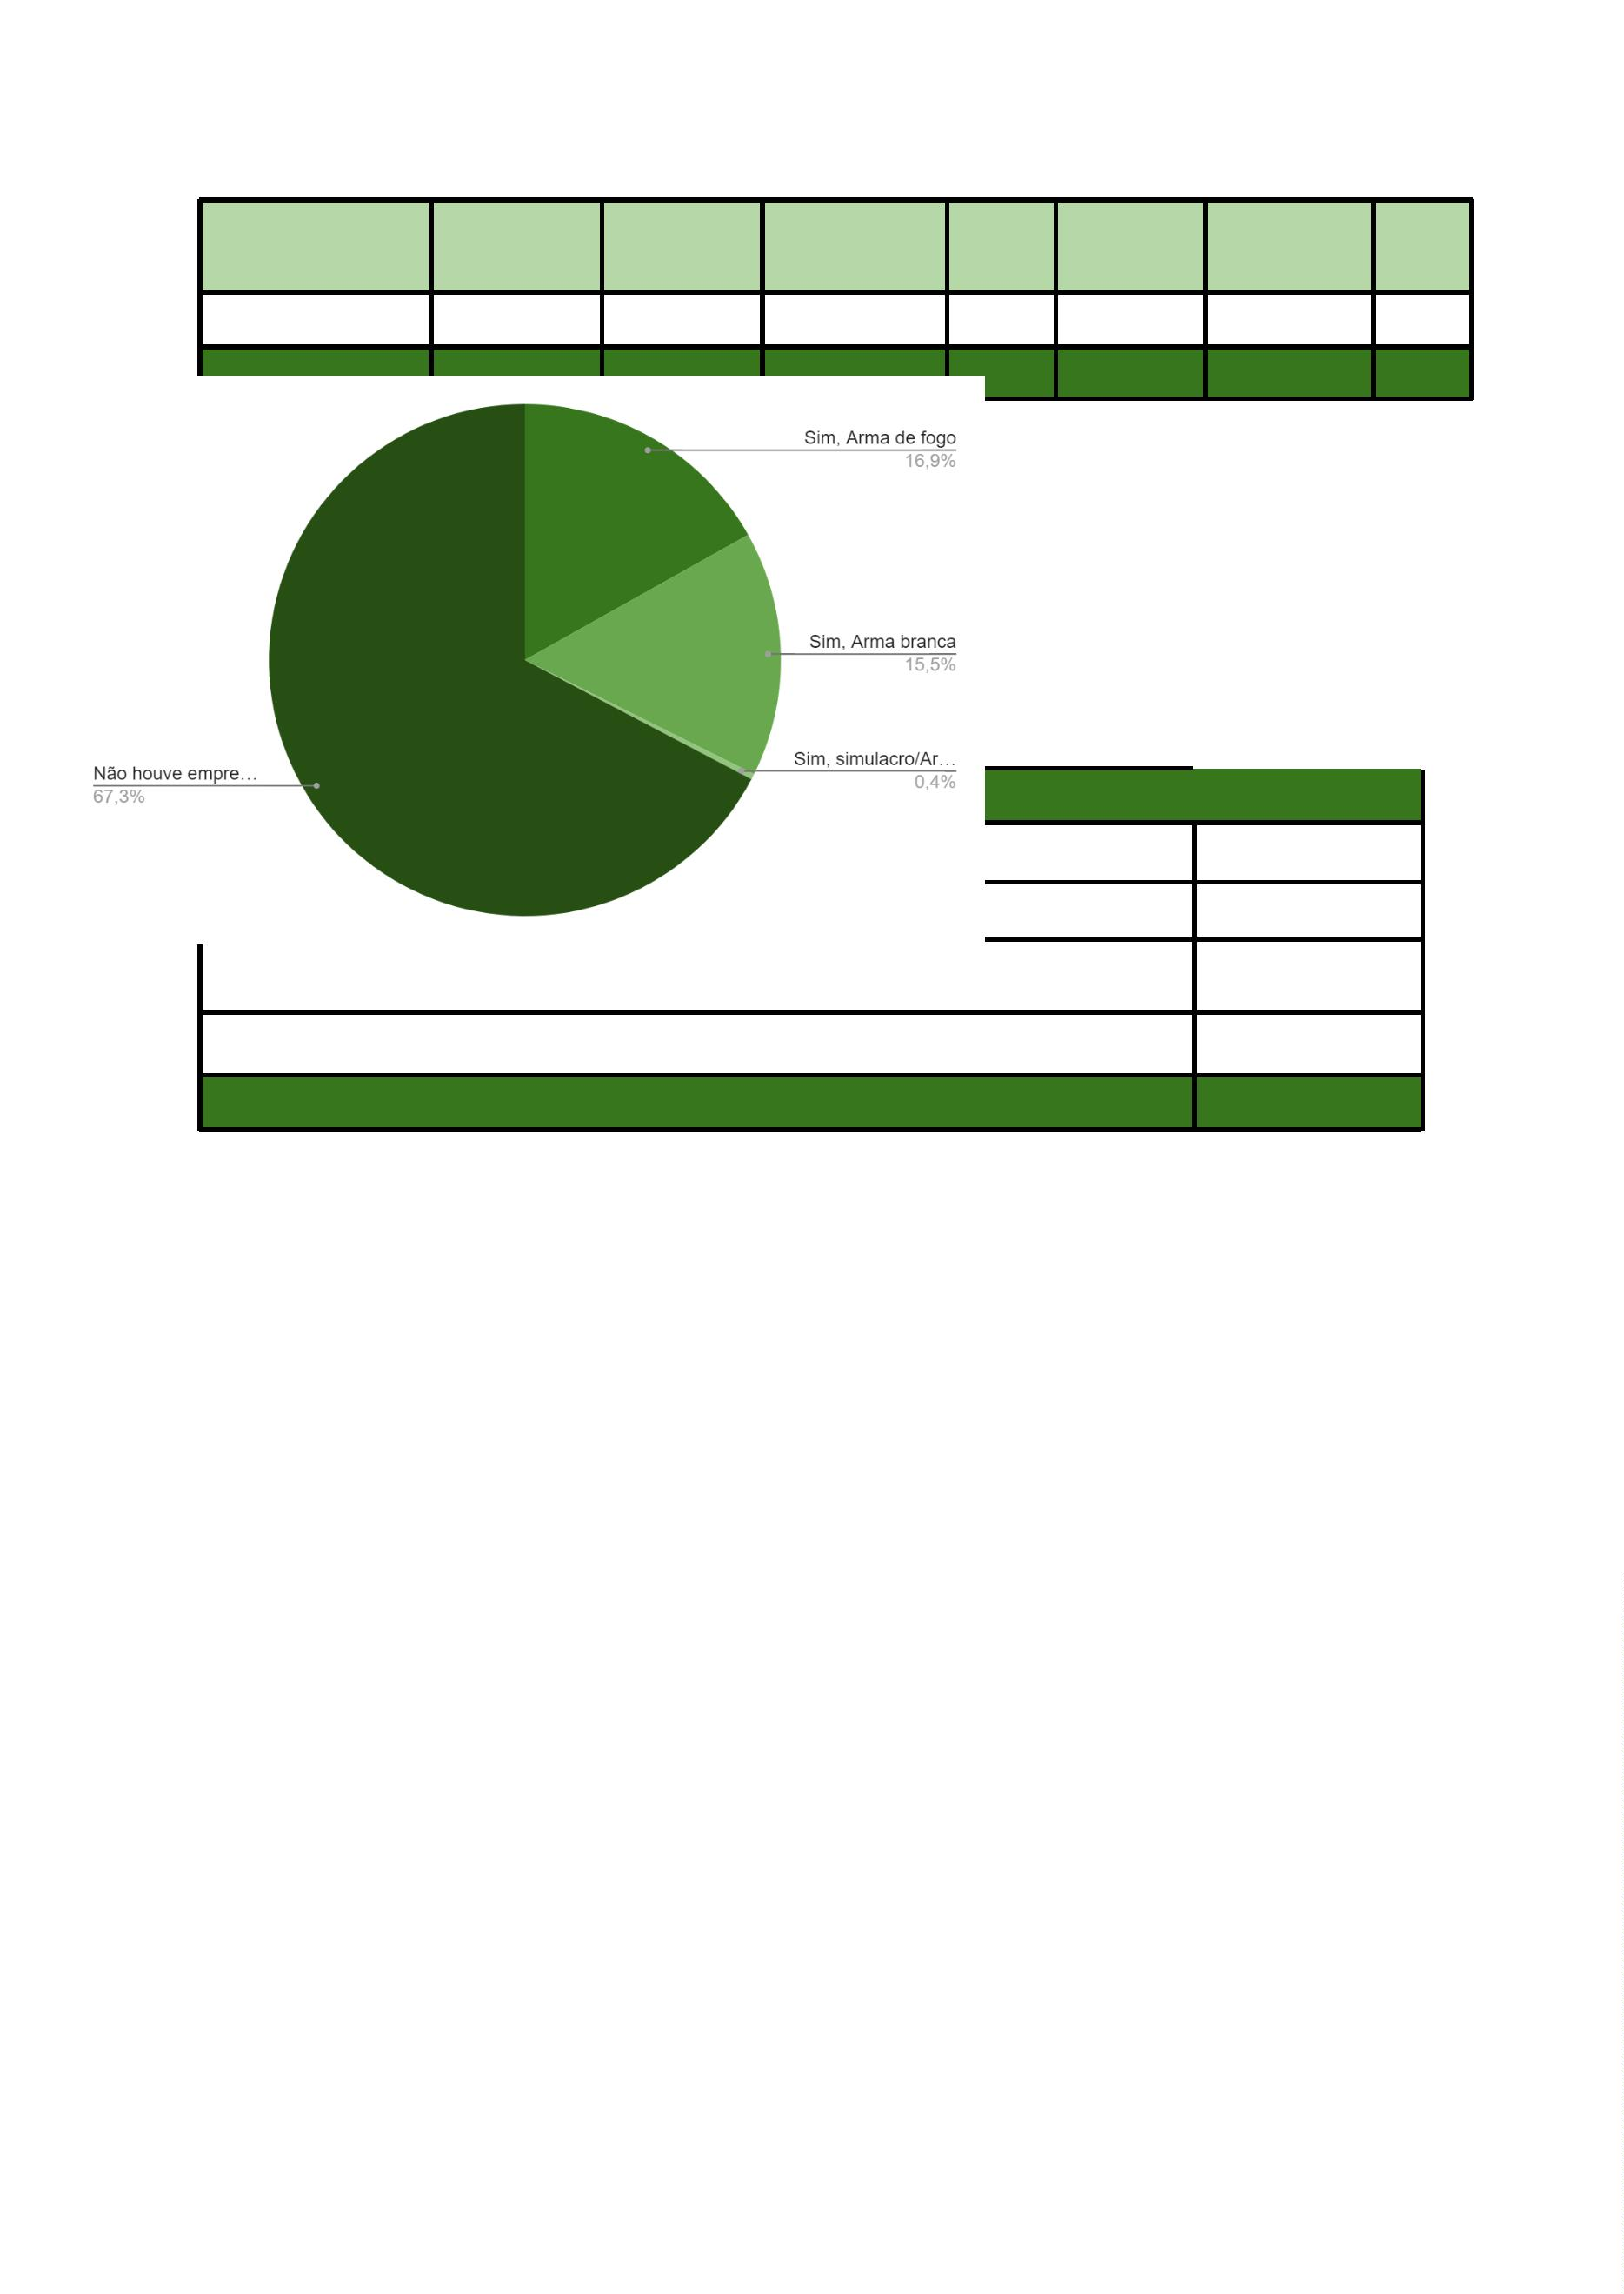 Sim, Arma de fogo
16,9%
Sim, Arma branca
15,5%
Sim, simulacro/Ar…
0,4%
Não houve empre…
67,3%